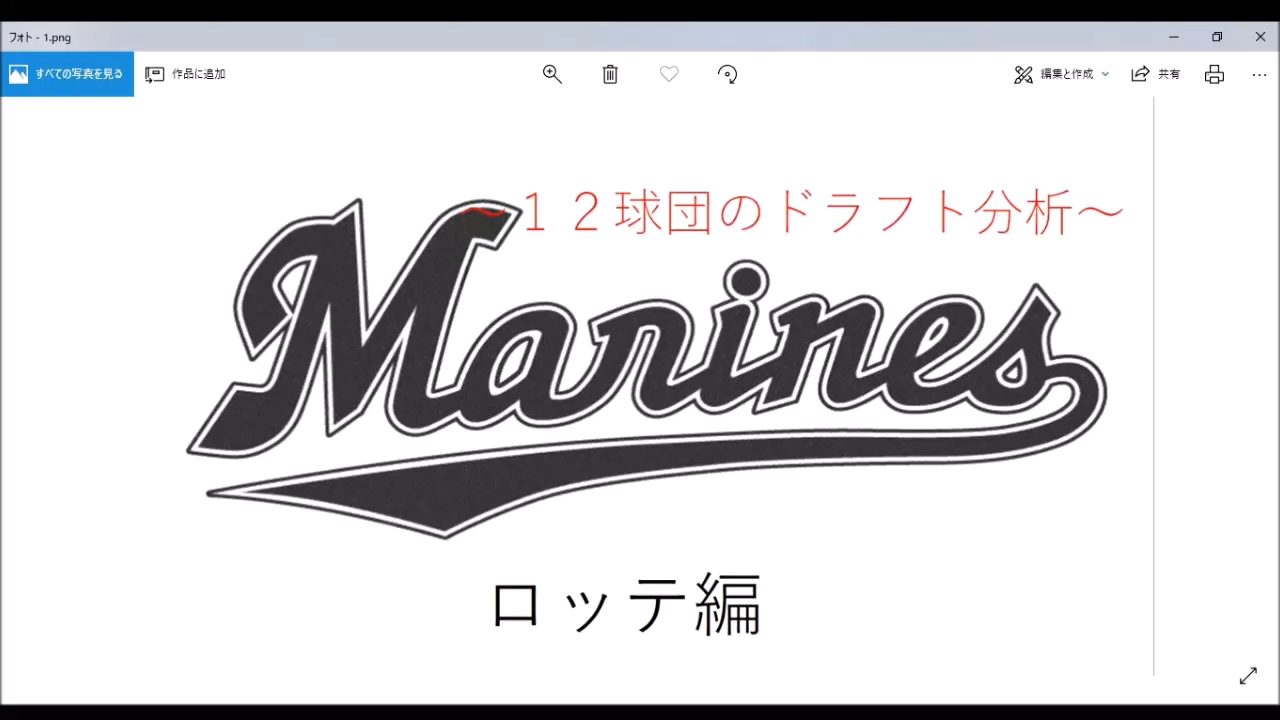 フォト - 1.png
すべての写真を見る
作品に追加
編集と作成
共有
~12球団のドラフト分析~
Marines
ロッテ編